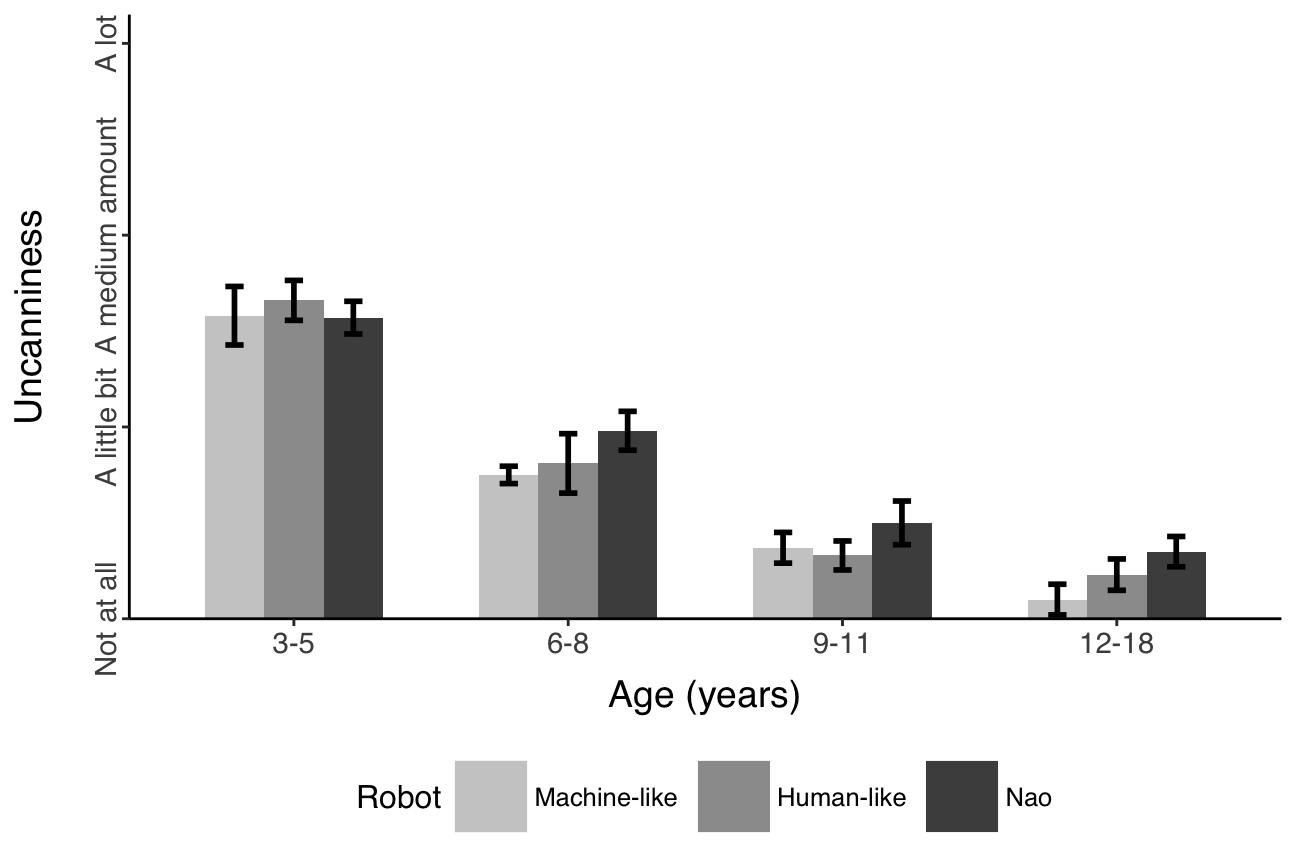 Uncanniness
A lot
A medium amount
A little bit
Not at all
3-5
6-8
9-11
12-18
Age (years)
Robot
Machine-like
Human-like
Nao